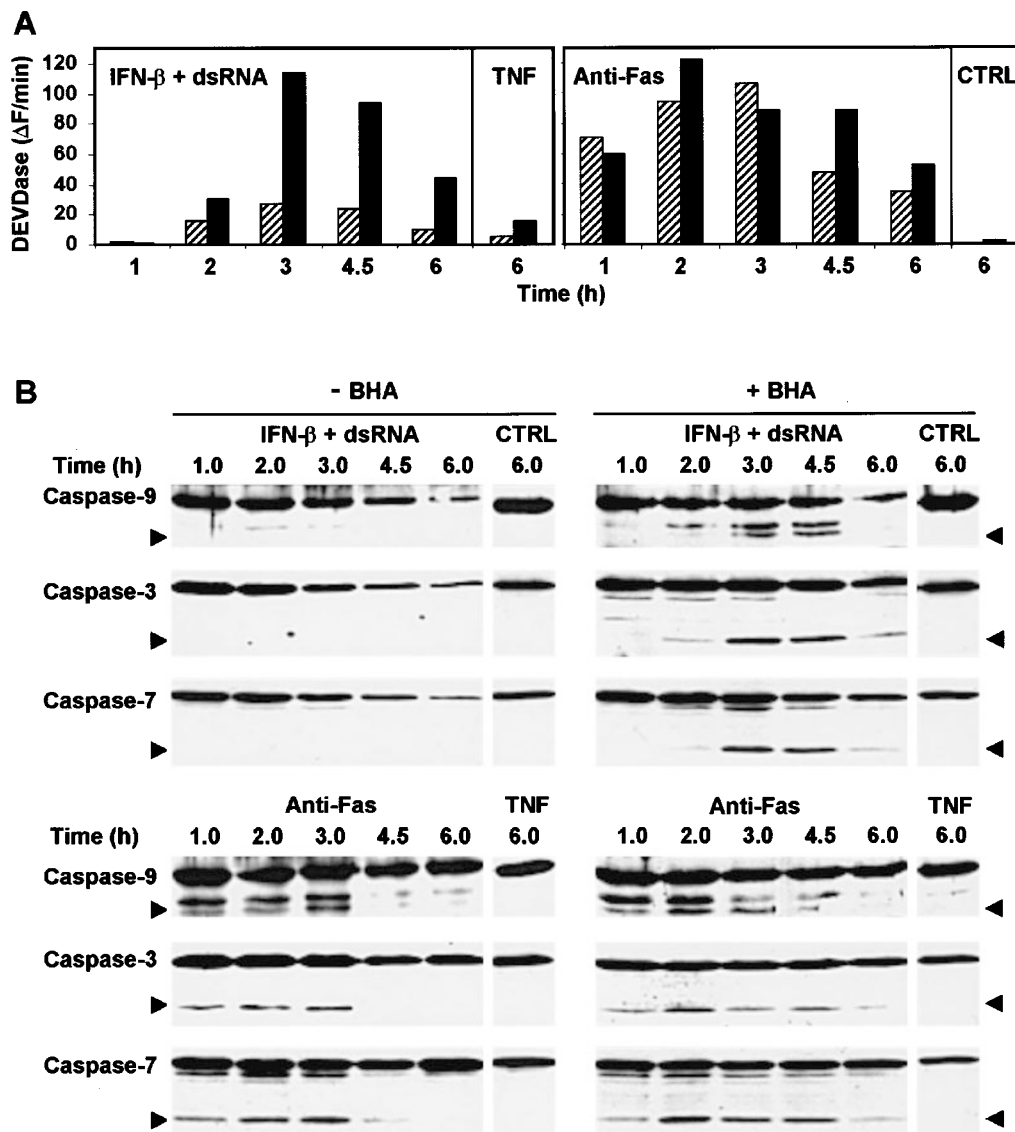 A
DEVDase (ΔF/min)
120
100
80
60
40
20
0
IFN-β + dsRNA
TNF
Anti-Fas
CTRL
1 2 3 4.5 6 6 1 2 3 4.5 6 6
Time (h)
B
- BHA + BHA
IFN-β + dsRNA CTRL IFN-β + dsRNA CTRL
Time (h) 1.0 2.0 3.0 4.5 6.0 6.0 1.0 2.0 3.0 4.5 6.0 6.0
Caspase-9
Caspase-3
Caspase-7
Anti-Fas TNF Anti-Fas TNF
Time (h) 1.0 2.0 3.0 4.5 6.0 6.0 1.0 2.0 3.0 4.5 6.0 6.0
Caspase-9
Caspase-3
Caspase-7